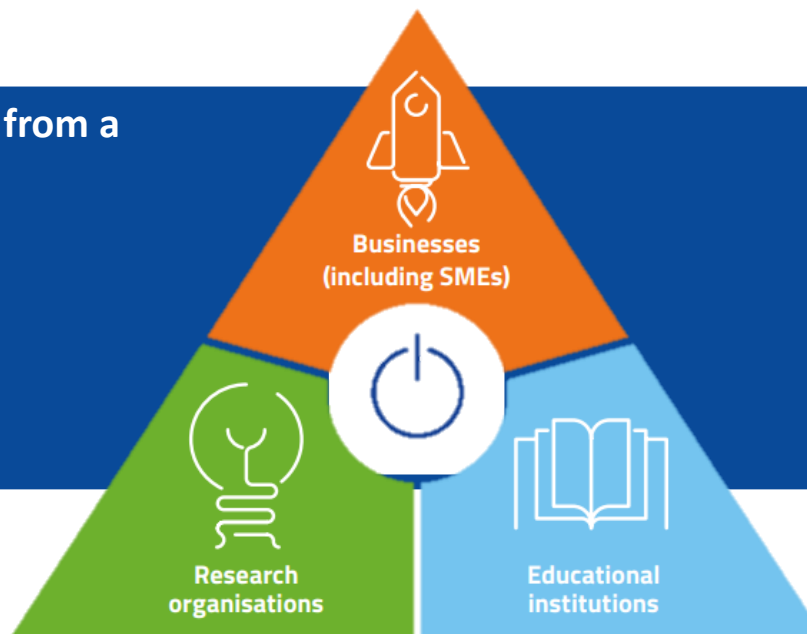 from a
Businesses
(including SMEs)
Research
organisations
Educational
institutions